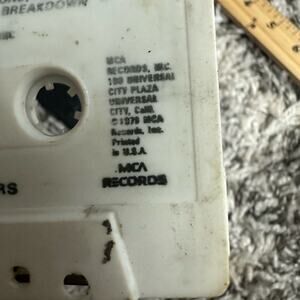 BREAKDOWN
MCA
RECORDS, INC.
100 UNIVERSAL
CITY PLAZA
UNIVERSAL
CITY, Calif.
©1979 MCA
Records, Inc.
Printed
in U.S.A.
MCA
RECORDS
RS